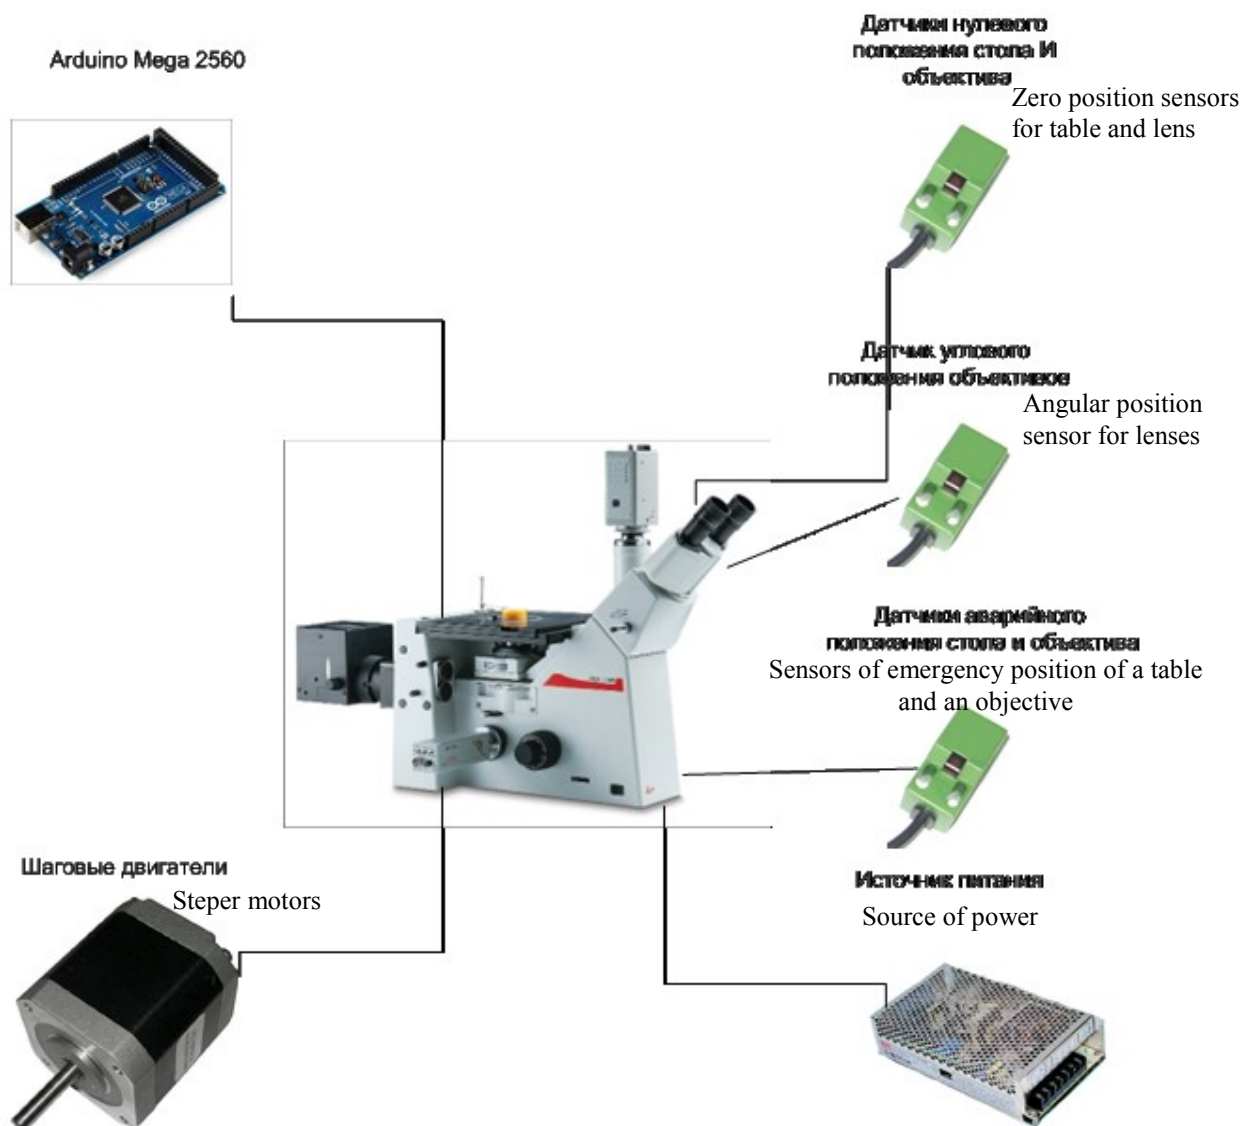 Датчики нулевого
положения стола И
объектива
Arduino Mega 2560
Zero position sensors
for table and lens
Датчик углового
положения объективов
Angular position
sensor for lenses
Датчики аварийного
положения стола и объектива
Sensors of emergency position of a table
and an objective
Шаговые двигатели
Steper motors
Источник питания
Source of power